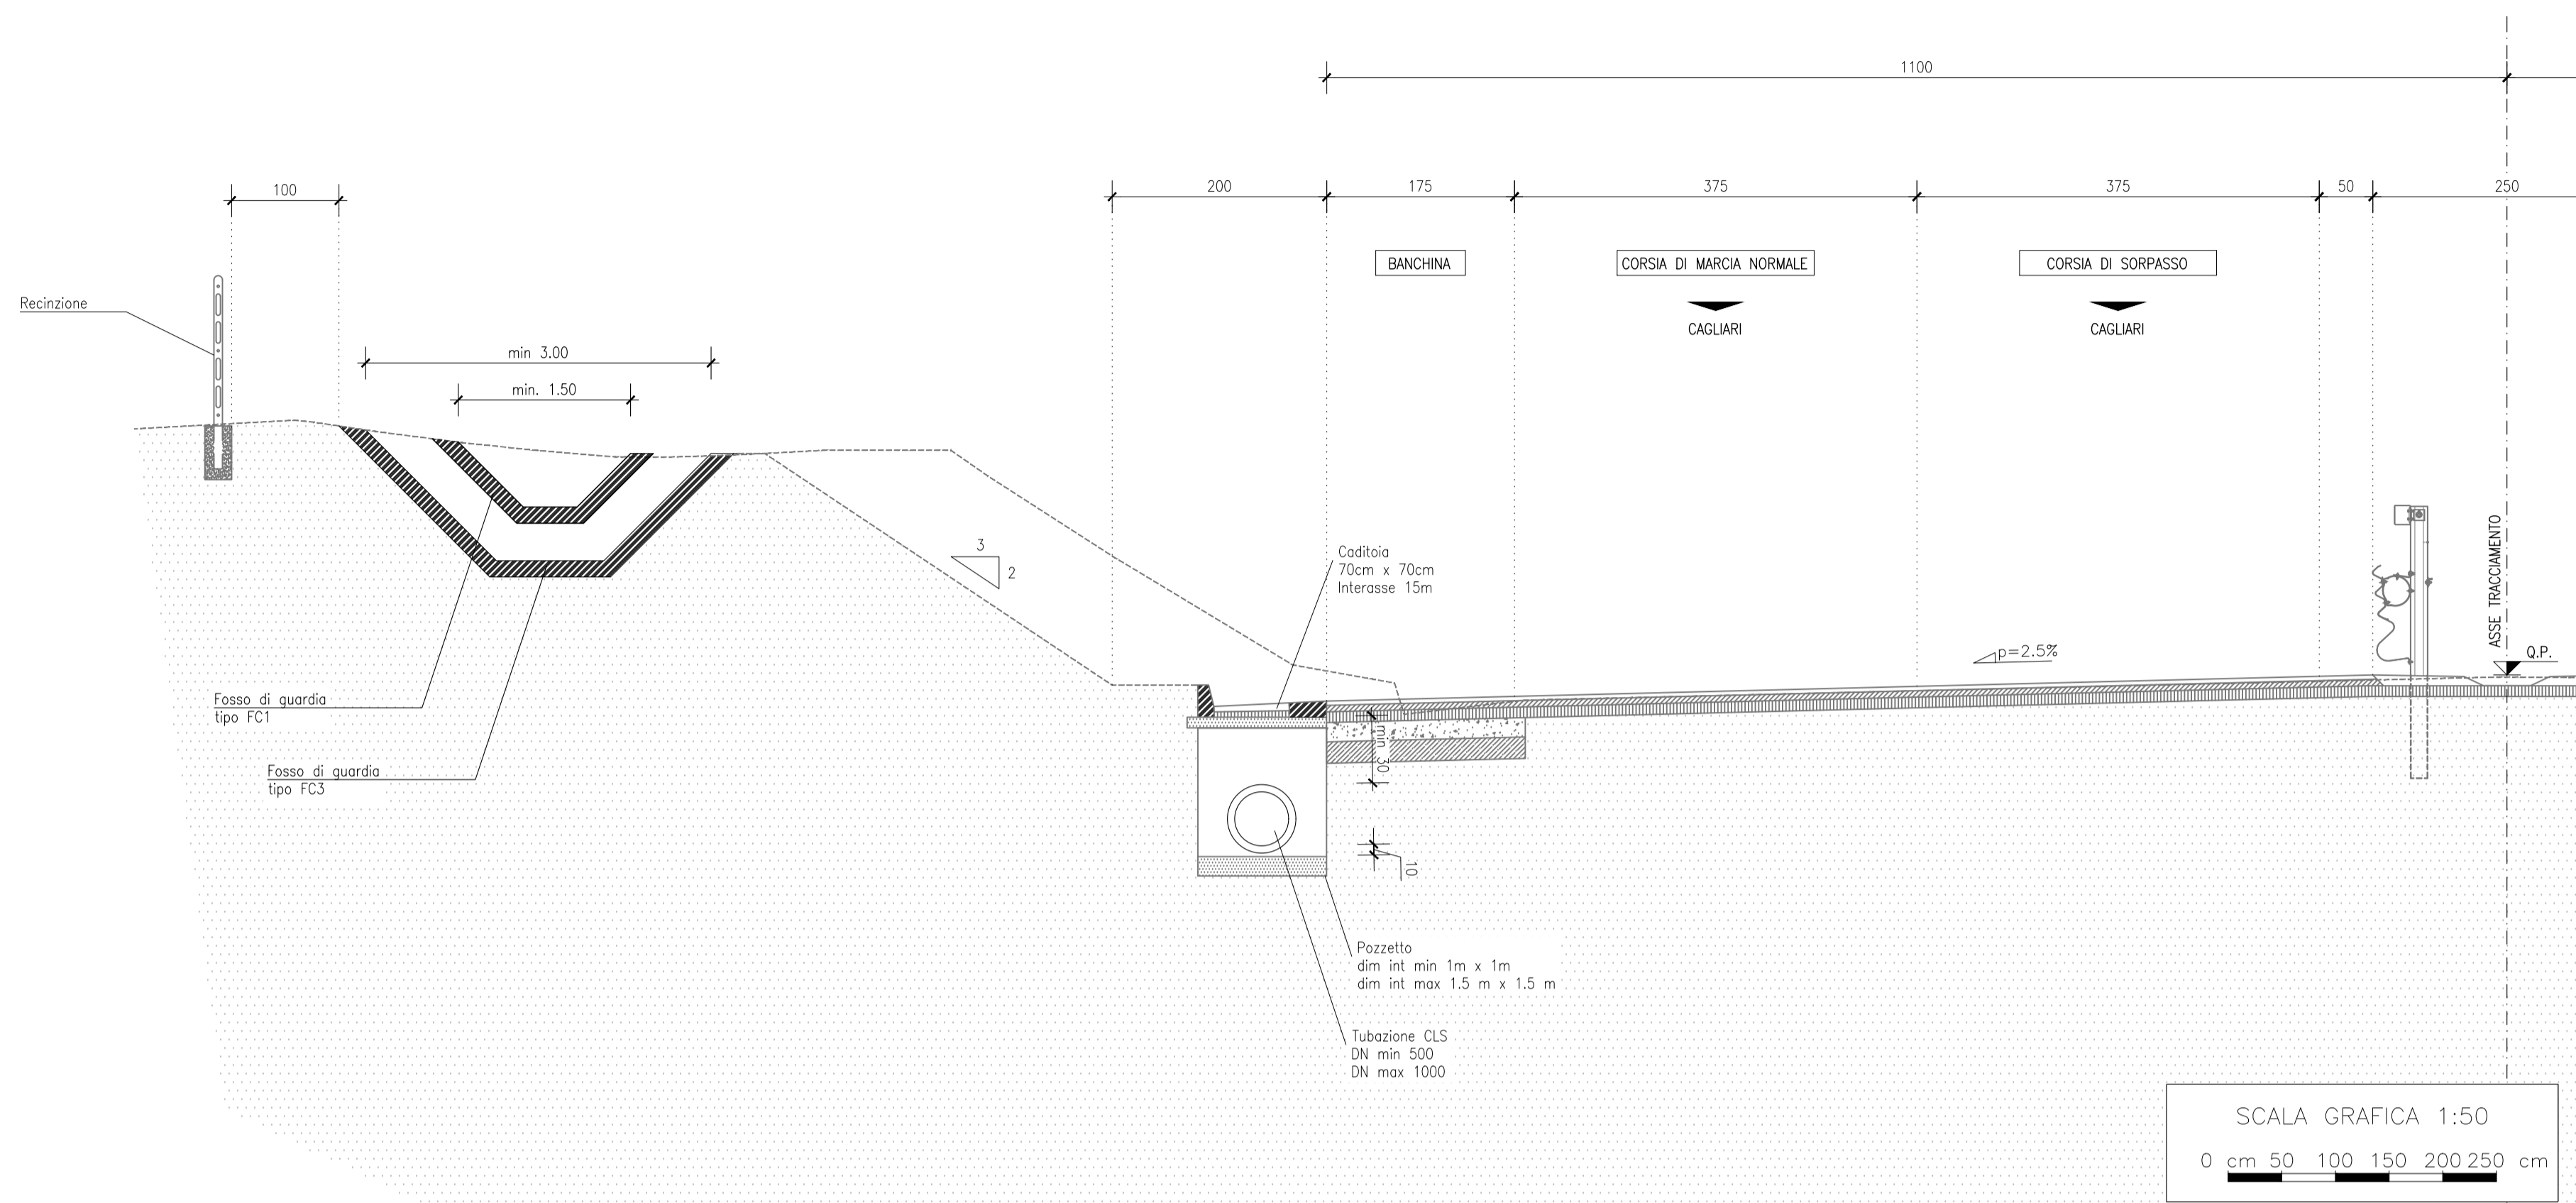 1100
100
200
175
375
375
50
250
BANCHINA
CORSIA DI MARCIA NORMALE
CORSIA DI SORPASSO
CAGLIARI
CAGLIARI
Recinzione
min 3.00
min. 1.50
3
2
Caditoia
70cm x 70cm
Interasse 15m
ASSE TRACCIAMENTO
p=2.5%
Q.P.
Fosso di guardia
tipo FC1
Fosso di guardia
tipo FC3
min 30
10
Pozzetto
dim int min 1m x 1m
dim int max 1.5 m x 1.5 m
Tubazione CLS
DN min 500
DN max 1000
SCALA GRAFICA 1:50
0 cm 50 100 150 200 250 cm